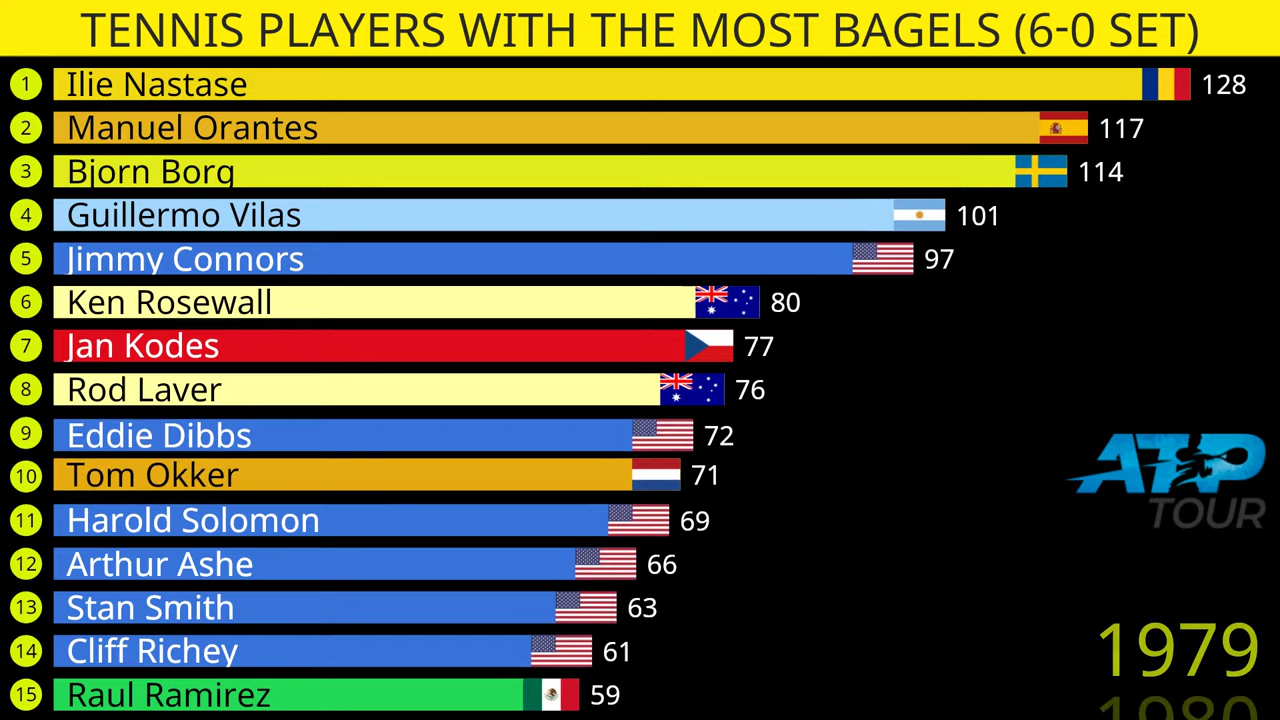 TENNIS PLAYERS WITH THE MOST BAGELS (6-0 SET)
1 Ilie Nastase 128
2 Manuel Orantes 117
3 Bjorn Borg 114
4 Guillermo Vilas 101
5 Jimmy Connors 97
6 Ken Rosewall 80
7 Jan Kodes 77
8 Rod Laver 76
9 Eddie Dibbs 72
10 Tom Okker 71
11 Harold Solomon 69
12 Arthur Ashe 66
13 Stan Smith 63
14 Cliff Richey 61
15 Raul Ramirez 59
ATP
TOUR
1979
1980